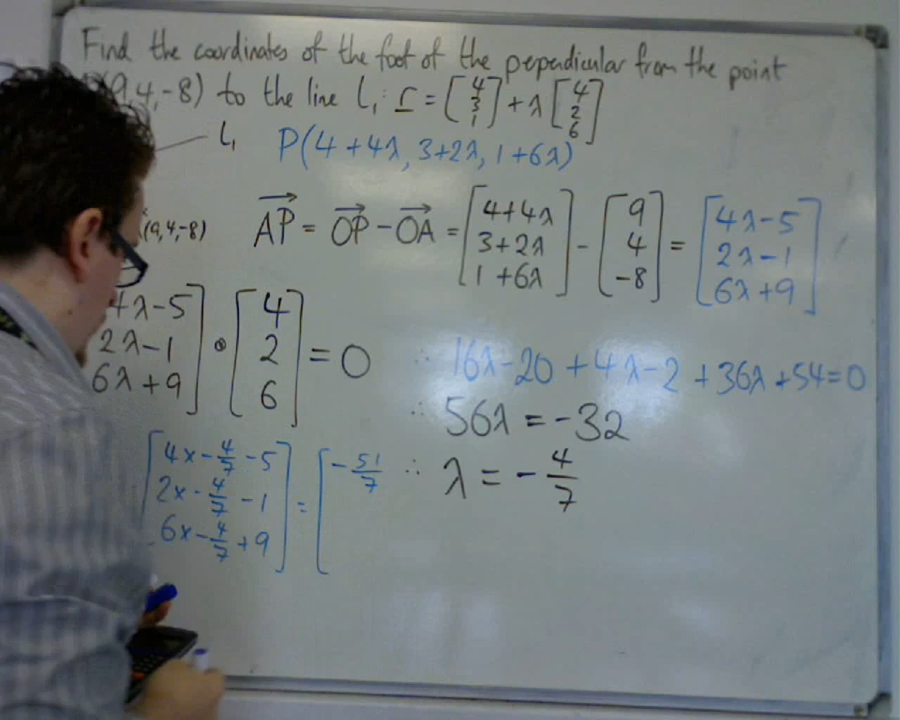 Find the coordinates of the foot of the pependicular from the point
(9,4,-8) to the line l₁: r = [4 3 1] + λ [4 2 6]
l₁
P(4+4λ, 3+2λ, 1+6λ)
(9,4,-8)
AP = OP - OA = [4+4λ 3+2λ 1+6λ] - [9 4 -8] = [4λ-5 2λ-1 6λ+9]
4λ-5 2λ-1 6λ+9] • [4 2 6] = 0
∴ 16λ-20+4λ-2+36λ+54=0
∴ 56λ = -32
∴ λ = -4/7
[4x-4/7-5 2x-4/7-1 6x-4/7+9] = [-51/7